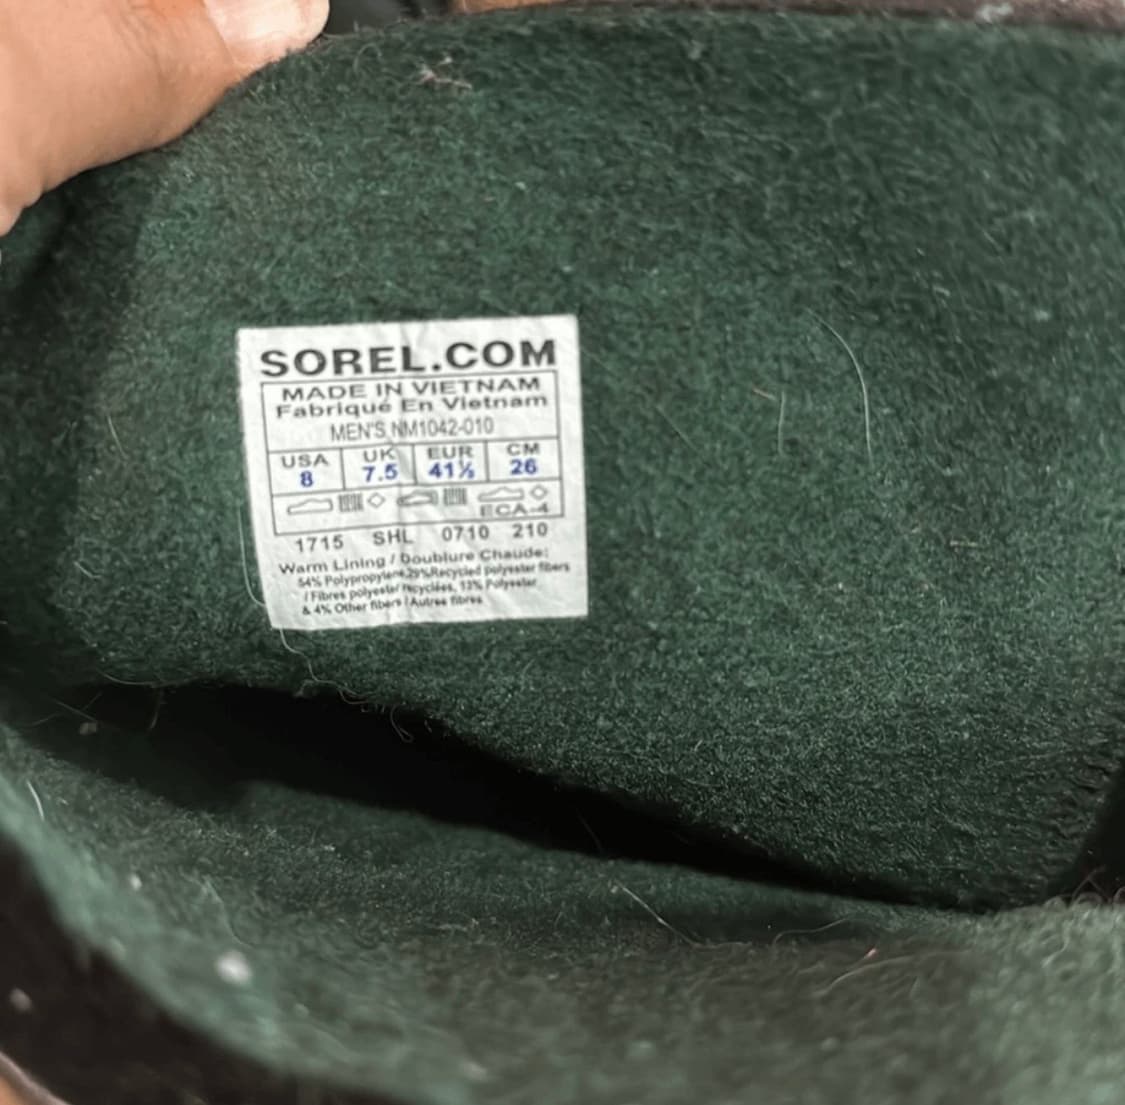 SOREL.COM
MADE IN VIETNAM
Fabriqué En Vietnam
MEN'S NM1042-010
USA UK EUR CM
8 7.5 41½ 26
ECA-4
1715 SHL 0710 210
Warm Lining / Doublure Chaude:
54% Polypropylene,29%Recycled polyester fibers
/ Fibres polyester recyclées, 13% Polyester
& 4% Other fibers / Autres fibres